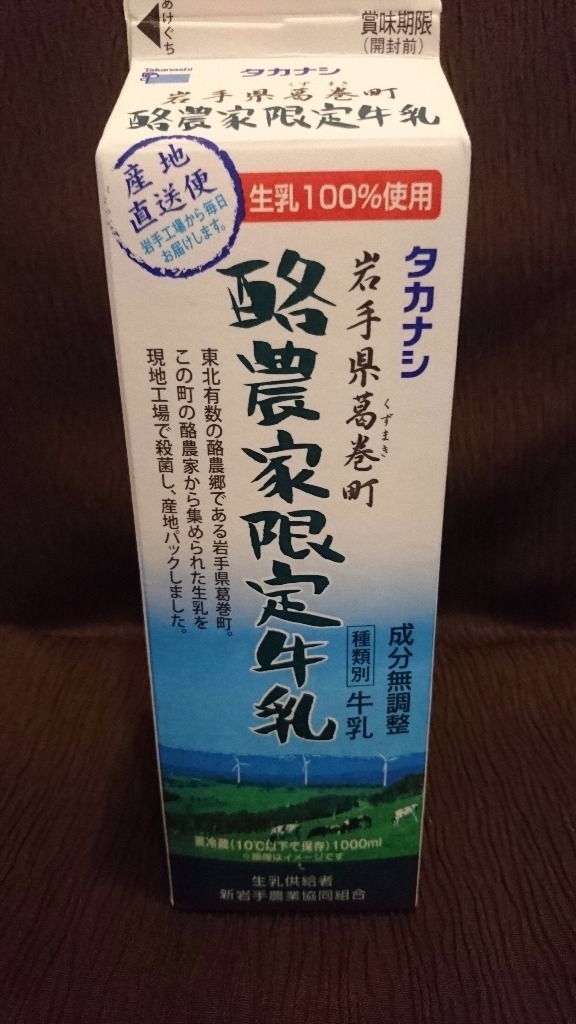 あけぐち
賞味期限
(開封前)
Takanashi
タカナシ
岩手県葛巻町
酪農家限定牛乳
産地
直送便
岩手工場から毎日
お届けします。
生乳100%使用
タカナシ
岩手県葛巻町
くずまき
酪農家限定牛乳
東北有数の酪農郷である岩手県葛巻町。
この町の酪農家から集められた生乳を
現地工場で殺菌し、産地パックしました。
成分無調整
種類別 牛乳
要冷蔵(10℃以下で保存)1000ml
※画像はイメージです
生乳供給者
新岩手農業協同組合